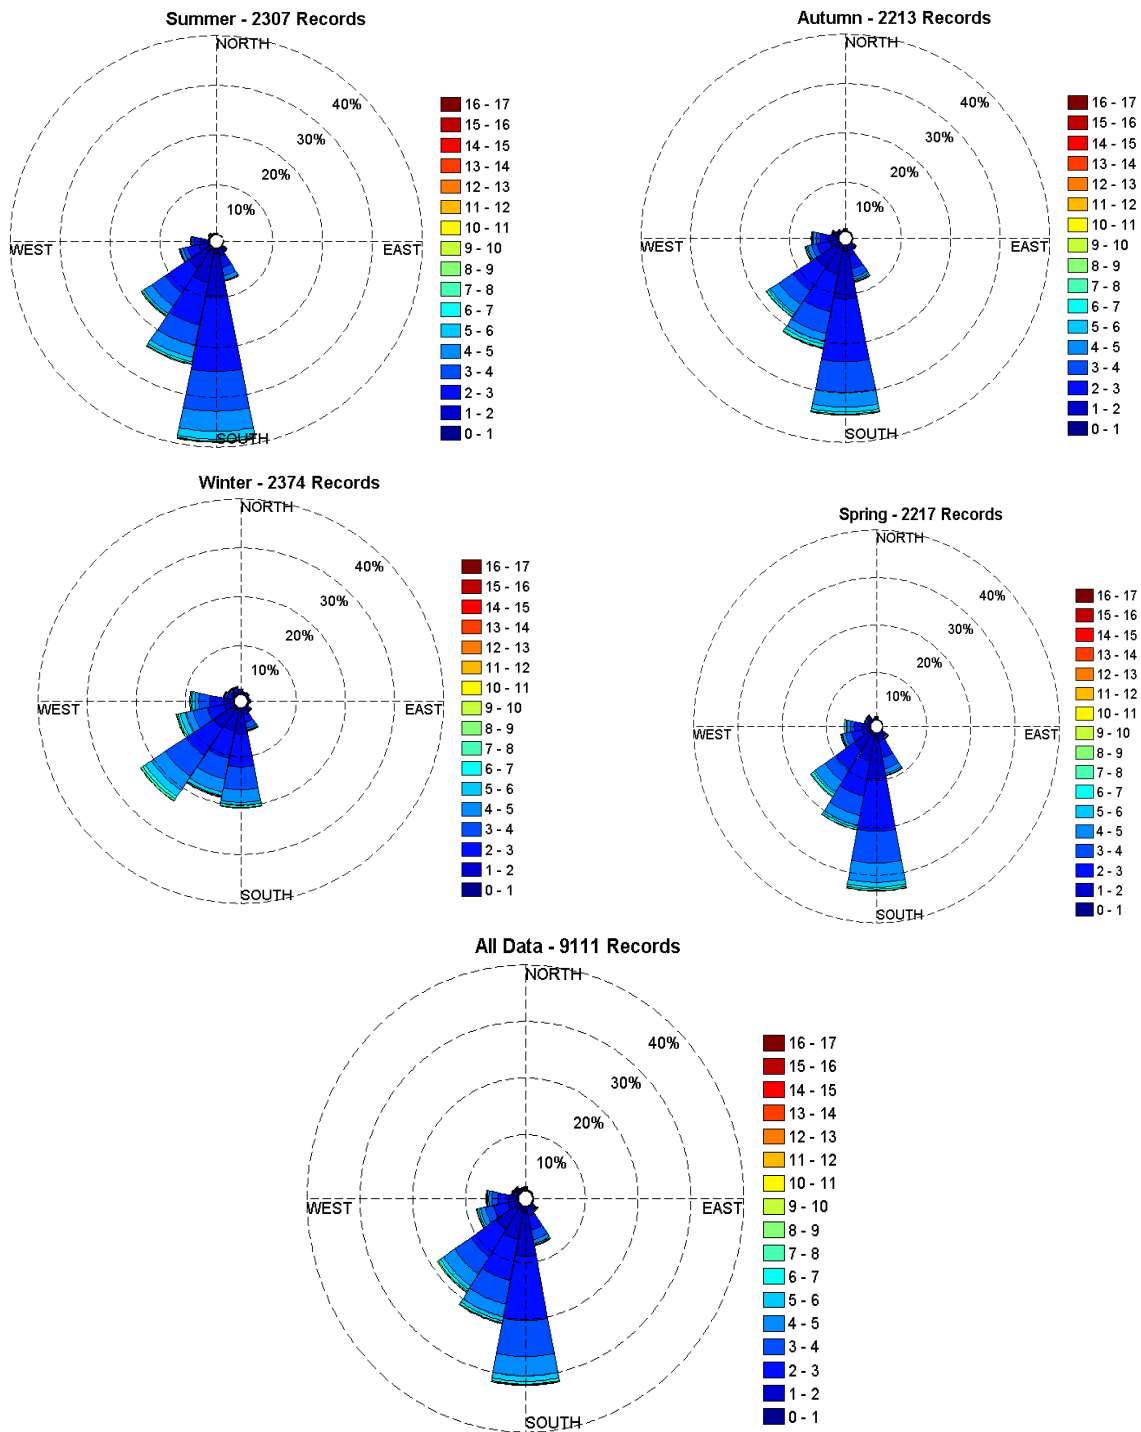 Summer - 2307 Records
NORTH
40%
30%
20%
10%
WEST
EAST
SOUTH
16 - 17
15 - 16
14 - 15
13 - 14
12 - 13
11 - 12
10 - 11
9 - 10
8 - 9
7 - 8
6 - 7
5 - 6
4 - 5
3 - 4
2 - 3
1 - 2
0 - 1
Autumn - 2213 Records
NORTH
40%
30%
20%
10%
WEST
EAST
SOUTH
16 - 17
15 - 16
14 - 15
13 - 14
12 - 13
11 - 12
10 - 11
9 - 10
8 - 9
7 - 8
6 - 7
5 - 6
4 - 5
3 - 4
2 - 3
1 - 2
0 - 1
Winter - 2374 Records
NORTH
40%
30%
20%
10%
WEST
EAST
SOUTH
16 - 17
15 - 16
14 - 15
13 - 14
12 - 13
11 - 12
10 - 11
9 - 10
8 - 9
7 - 8
6 - 7
5 - 6
4 - 5
3 - 4
2 - 3
1 - 2
0 - 1
Spring - 2217 Records
NORTH
40%
30%
20%
10%
WEST
EAST
SOUTH
16 - 17
15 - 16
14 - 15
13 - 14
12 - 13
11 - 12
10 - 11
9 - 10
8 - 9
7 - 8
6 - 7
5 - 6
4 - 5
3 - 4
2 - 3
1 - 2
0 - 1
All Data - 9111 Records
NORTH
40%
30%
20%
10%
WEST
EAST
SOUTH
16 - 17
15 - 16
14 - 15
13 - 14
12 - 13
11 - 12
10 - 11
9 - 10
8 - 9
7 - 8
6 - 7
5 - 6
4 - 5
3 - 4
2 - 3
1 - 2
0 - 1